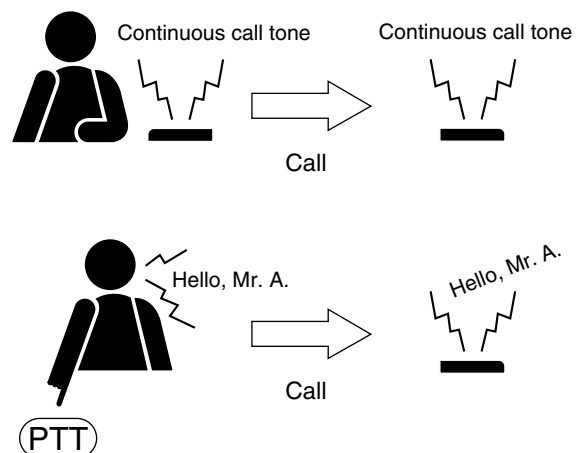 Continuous call tone
Continuous call tone
Call
Hello, Mr. A.
Hello, Mr. A.
Call
PTT